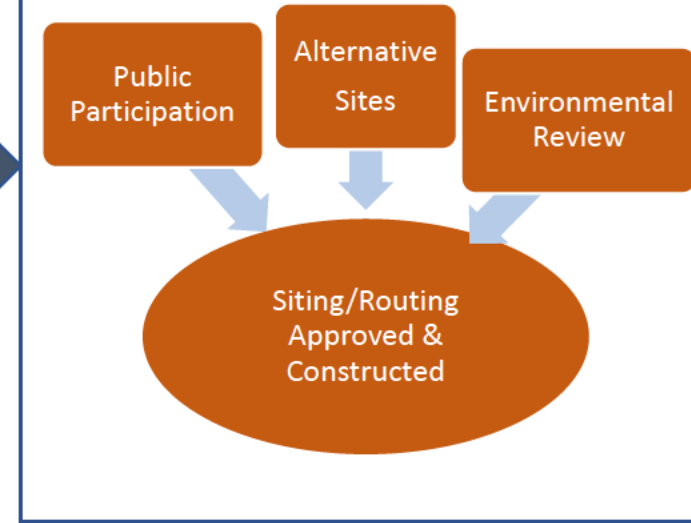 Public
Participation
Alternative
Sites
Environmental
Review
Siting/Routing
Approved &
Constructed